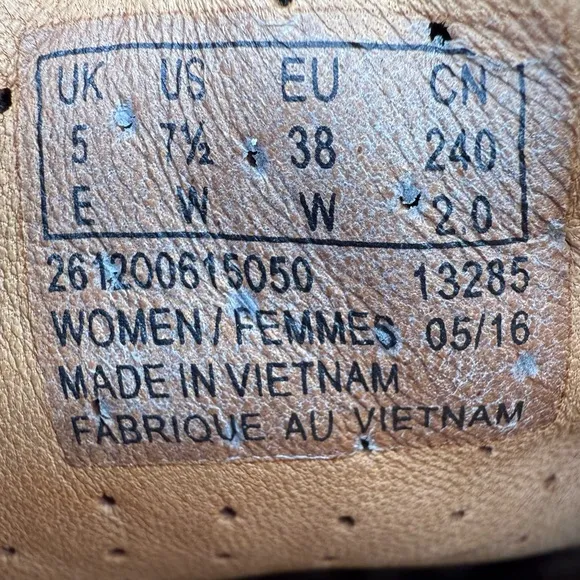 UK US EU CN
5 7½ 38 240
E W. W 2.0
261200615050 13285
WOMEN / FEMMES 05/16
MADE IN VIETNAM
FABRIQUE AU VIETNAM